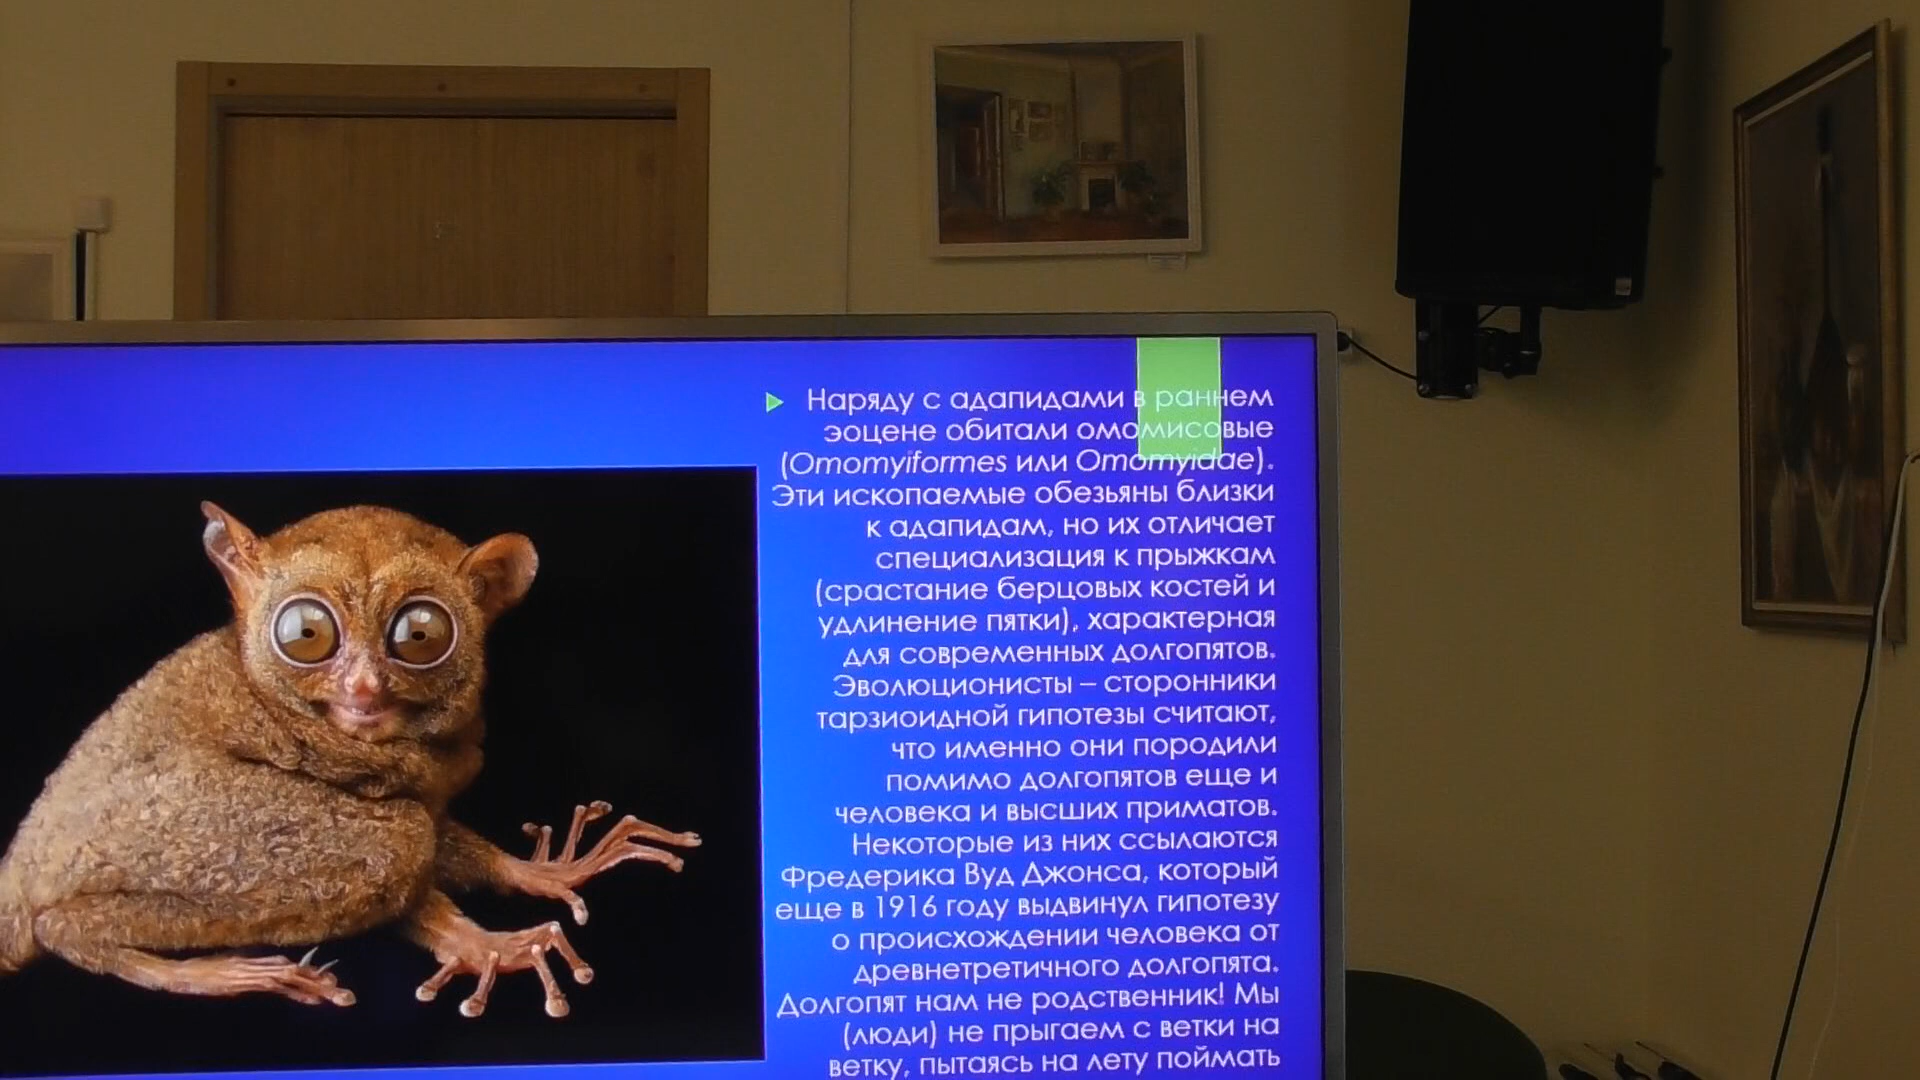 Наряду с адапидами в раннем
эоцене обитали омомисовые
(Omomyiformes или Omomyidae).
Эти ископаемые обезьяны близки
к адапидам, но их отличает
специализация к прыжкам
(срастание берцовых костей и
удлинение пятки), характерная
для современных долгопятов.
Эволюционисты – сторонники
тарзиоидной гипотезы считают,
что именно они породили
помимо долгопятов еще и
человека и высших приматов.
Некоторые из них ссылаются
Фредерика Вуд Джонса, который
еще в 1916 году выдвинул гипотезу
о происхождении человека от
древнетретичного долгопята.
Долгопят нам не родственник! Мы
(люди) не прыгаем с ветки на
ветку, пытаясь на лету поймать